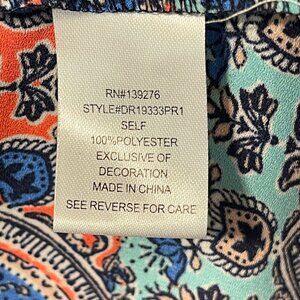 RN#139276
STYLE#DR19333PR1
SELF
100%POLYESTER
EXCLUSIVE OF
DECORATION
MADE IN CHINA
SEE REVERSE FOR CARE